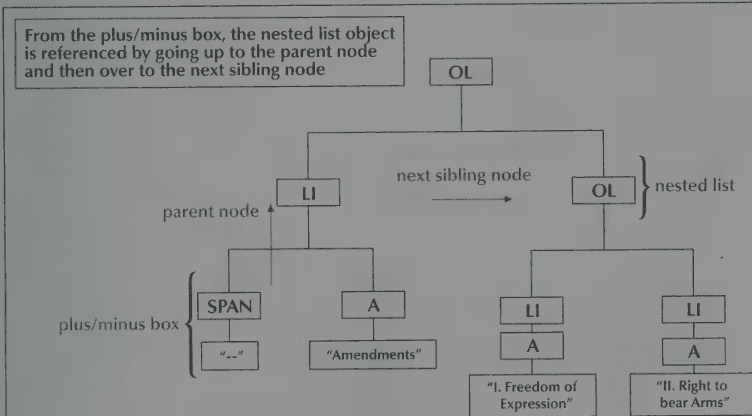 From the plus/minus box, the nested list object
is referenced by going up to the parent node
and then over to the next sibling node
OL
next sibling node
LI
OL
nested list
parent node
SPAN
A
LI
LI
plus/minus box
"--"
"Amendments"
A
A
"I. Freedom of
Expression"
"II. Right to
bear Arms"